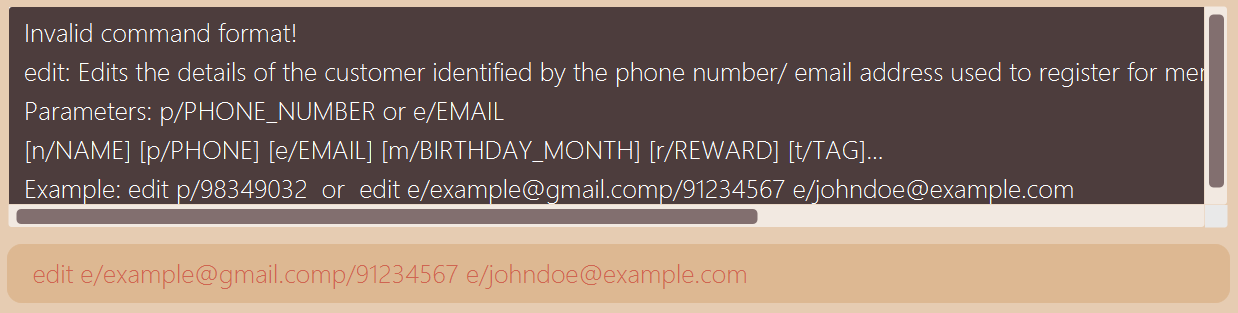 Invalid command format!
edit: Edits the details of the customer identified by the phone number/ email address used to register for
Parameters: p/PHONE_NUMBER or e/EMAIL
[n/NAME] [p/PHONE] [e/EMAIL] [m/BIRTHDAY_MONTH] [r/REWARD] [t/TAG]...
Example: edit p/98349032  or  edit e/example@gmail.comp/91234567 e/johndoe@example.com
edit e/example@gmail.comp/91234567 e/johndoe@example.com